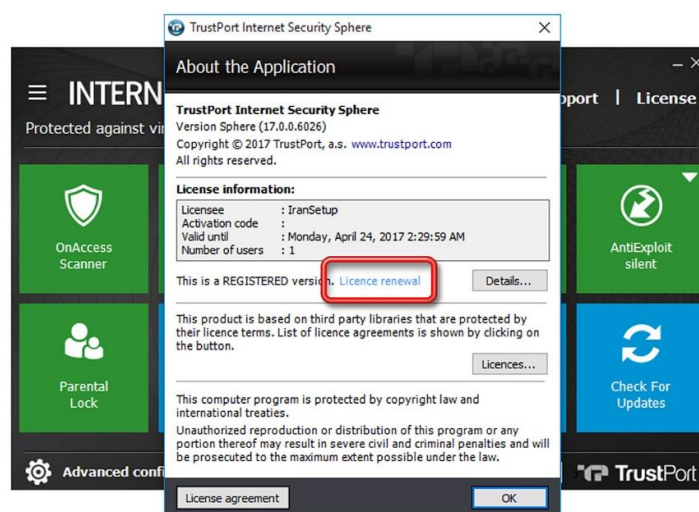 TrustPort Internet Security Sphere
About the Application
TrustPort Internet Security Sphere
Version Sphere (17.0.0.6026)
Copyright © 2017 TrustPort, a.s. www.trustport.com
All rights reserved.
License information:
Licensee : IranSetup
Activation code :
Valid until : Monday, April 24, 2017 2:29:59 AM
Number of users : 1
This is a REGISTERED version. Licence renewal
Details...
This product is based on third party libraries that are protected by
their licence terms. List of licence agreements is shown by clicking on
the button.
Licences...
This computer program is protected by copyright law and
international treaties.
Unauthorized reproduction or distribution of this program or any
portion thereof may result in severe civil and criminal penalties and will
be prosecuted to the maximum extent possible under the law.
License agreement
OK
INTERN
pport | License
Protected against vi
OnAccess
Scanner
AntiExploit
silent
Parental
Lock
Check For
Updates
Advanced conf
TrustPort